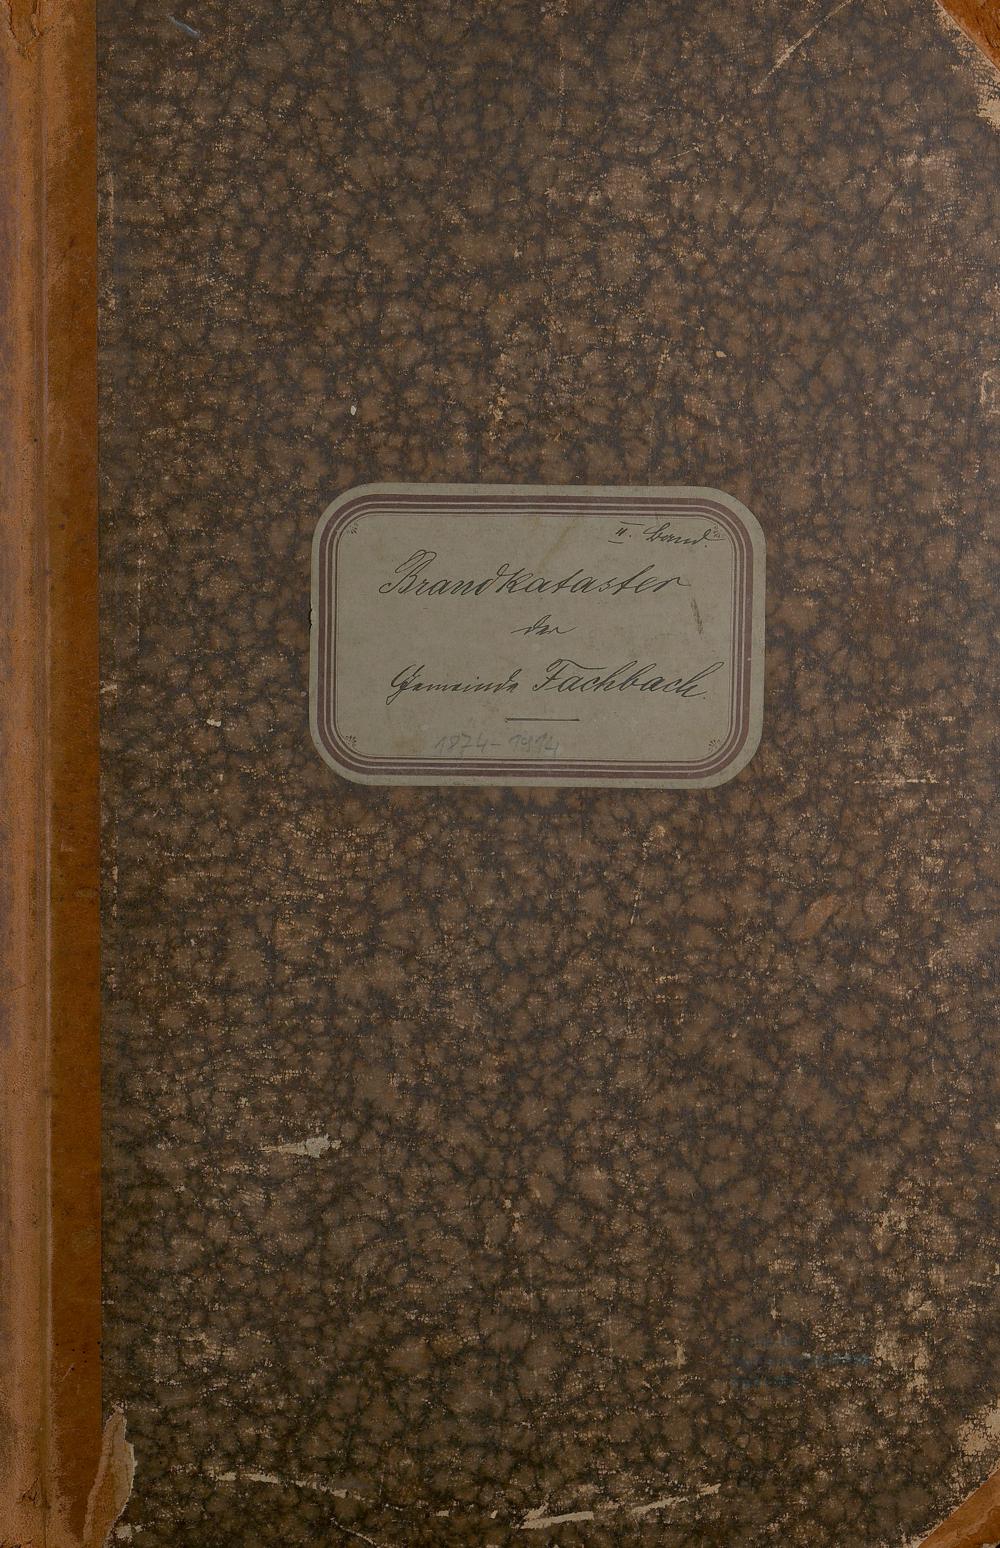 II. Band.
Brandkataster
der
Gemeinde Fachbach.
1874-1914